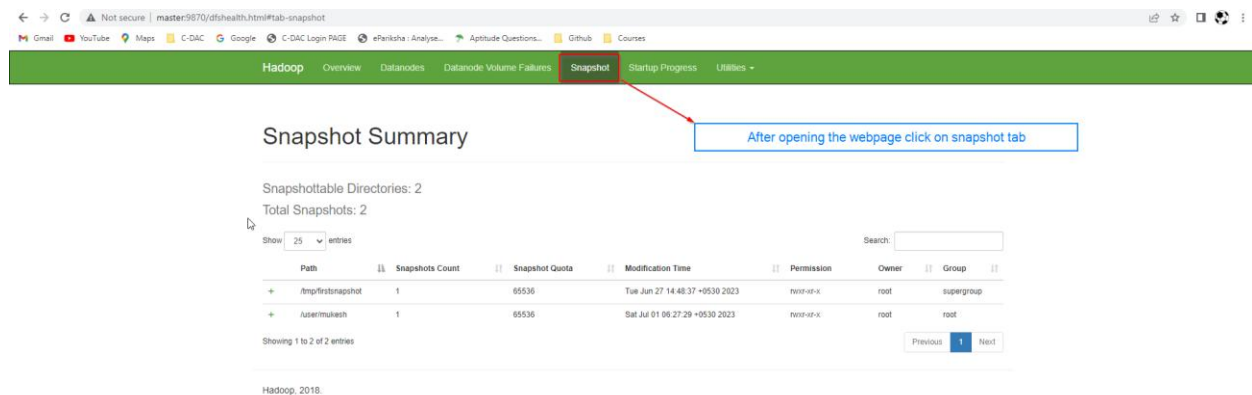 Not secure | master:9870/dfshealth.html#tab-snapshot
Gmail YouTube Maps C-DAC Google C-DAC Login PAGE ePariksha : Analyse... Aptitude Questions... Github Courses
Hadoop Overview Datanodes Datanode Volume Failures Snapshot Startup Progress Utilities
After opening the webpage click on snapshot tab
Snapshot Summary
Snapshottable Directories: 2
Total Snapshots: 2
Show 25 entries Search:
Path Snapshots Count Snapshot Quota Modification Time Permission Owner Group
+ /tmp/firstsnapshot 1 65536 Tue Jun 27 14:48:37 +0530 2023 rwxr-xr-x root supergroup
+ /user/mukesh 1 65536 Sat Jul 01 06:27:29 +0530 2023 rwxr-xr-x root root
Showing 1 to 2 of 2 entries Previous 1 Next
Hadoop, 2018.